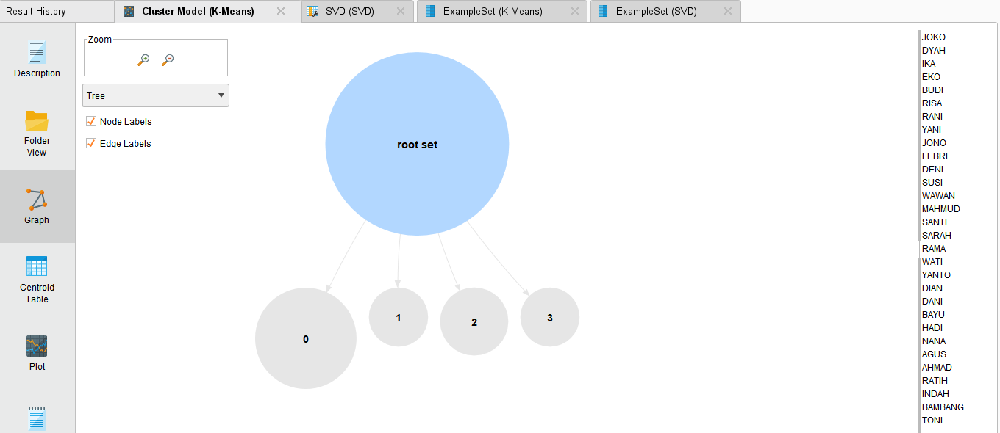 Result History
Cluster Model (K-Means)
SVD (SVD)
ExampleSet (K-Means)
ExampleSet (SVD)
Description
Folder
View
Graph
Centroid
Table
Plot
Zoom
Tree
Node Labels
Edge Labels
root set
0
1
2
3
JOKO
DYAH
IKA
EKO
BUDI
RISA
RANI
YANI
JONO
FEBRI
DENI
SUSI
WAWAN
MAHMUD
SANTI
SARAH
RAMA
WATI
YANTO
DIAN
DANI
BAYU
HADI
NANA
AGUS
AHMAD
RATIH
INDAH
BAMBANG
TONI